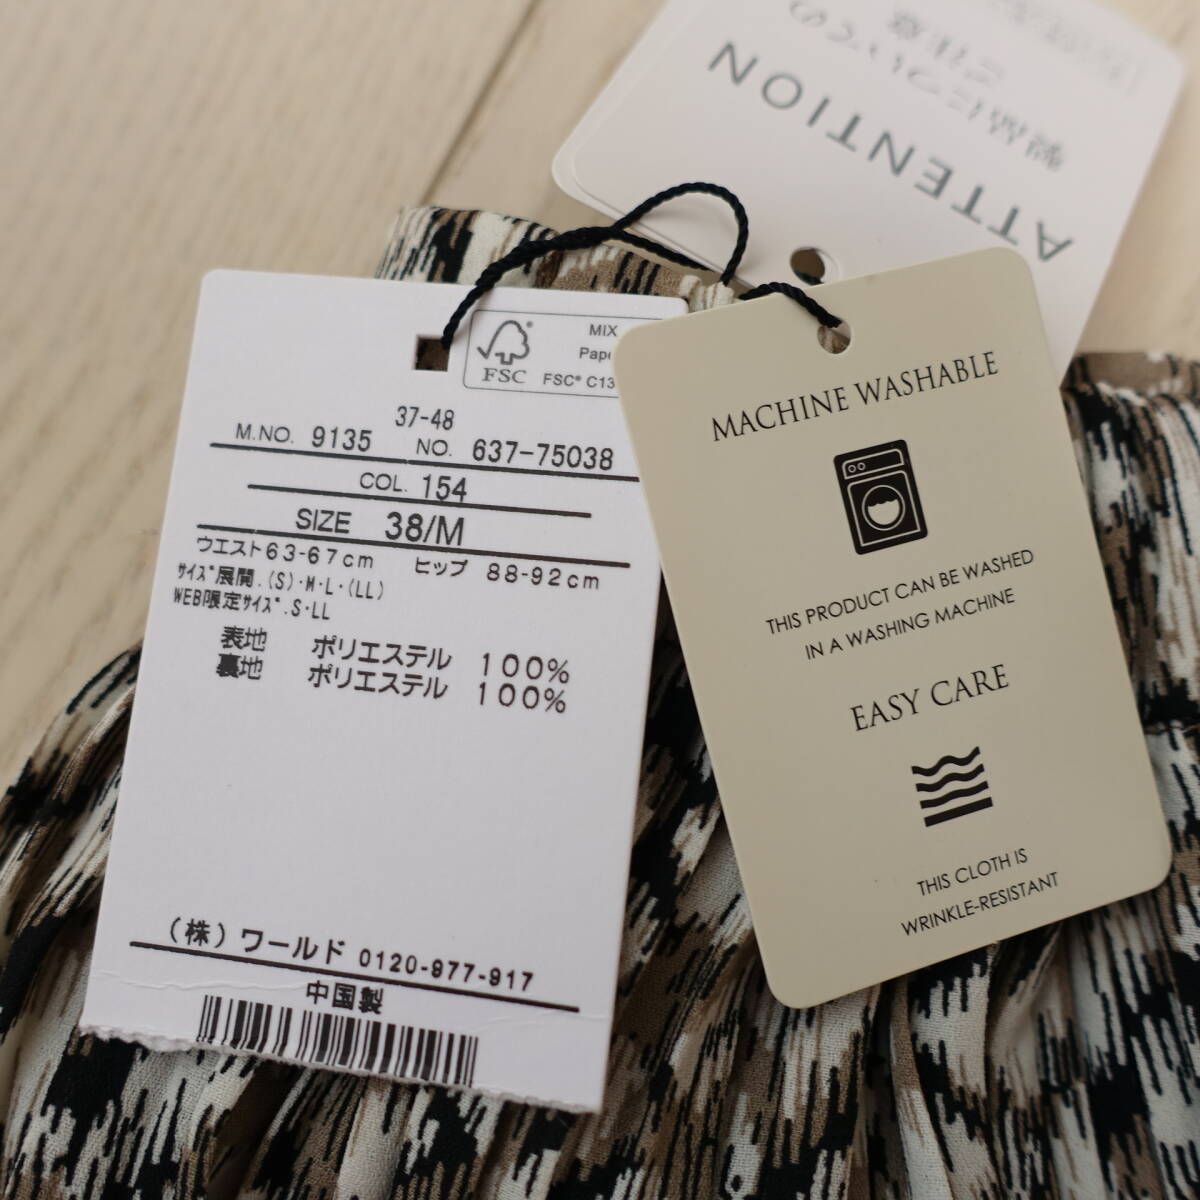 ATTENTION
製品についての
ご注意
MIX
FSC
FSC® C13
37-48
M.NO. 9135 NO. 637-75038
COL. 154
SIZE 38/M
ウエスト63-67cm ヒップ 88-92cm
サイズ展開.(S)・M・L・(LL)
WEB限定サイズ.S・LL
表地 ポリエステル 100%
裏地 ポリエステル 100%
(株)ワールド 0120-977-917
中国製
MACHINE WASHABLE
THIS PRODUCT CAN BE WASHED
IN A WASHING MACHINE
EASY CARE
THIS CLOTH IS
WRINKLE-RESISTANT